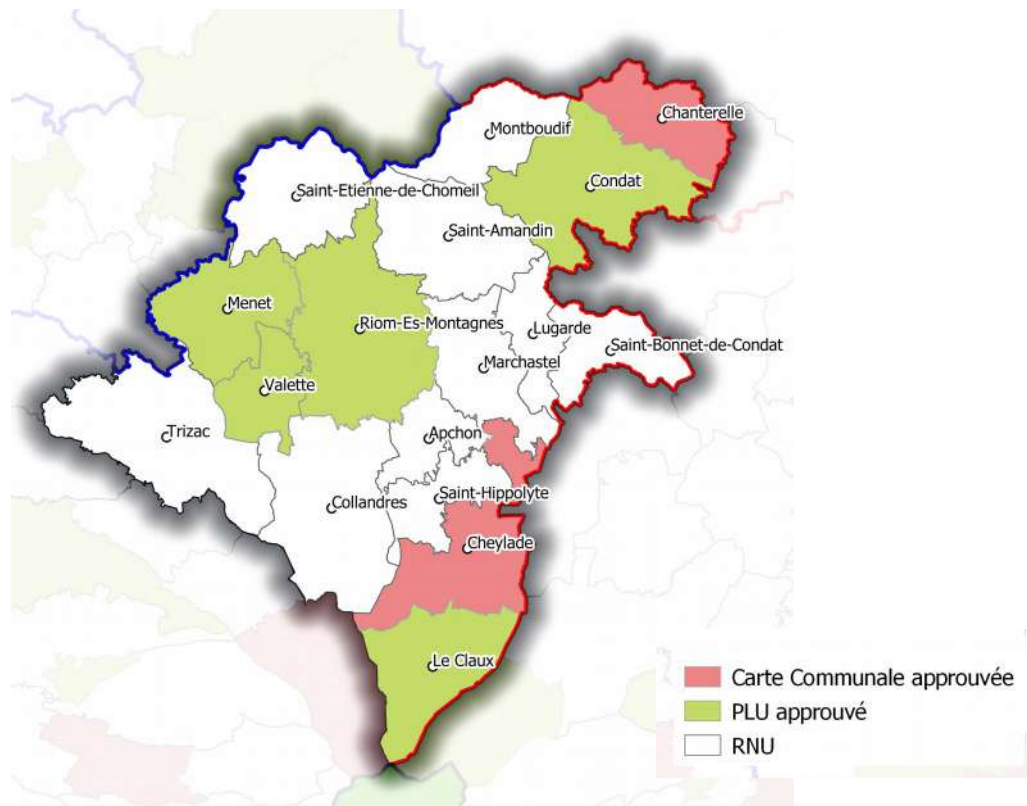 Chanterelle
Montboudif
Condat
Saint-Etienne-de-Chomeil
Saint-Amandin
Menet
Riom-Es-Montagnes
Lugarde
Saint-Bonnet-de-Condat
Marchastel
Valette
Trizac
Apchon
Collandres
Saint-Hippolyte
Cheylade
Le Claux
Carte Communale approuvée
PLU approuvé
RNU